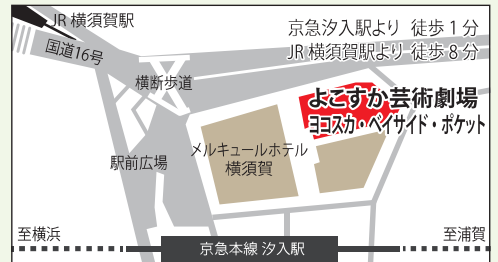 JR 横須賀駅
国道16号
京急汐入駅より 徒歩1分
JR 横須賀駅より 徒歩8分
横断歩道
よこすか芸術劇場
ヨコスカ・ベイサイド・ポケット
メルキュールホテル
横須賀
駅前広場
至横浜
至浦賀
京急本線 汐入駅